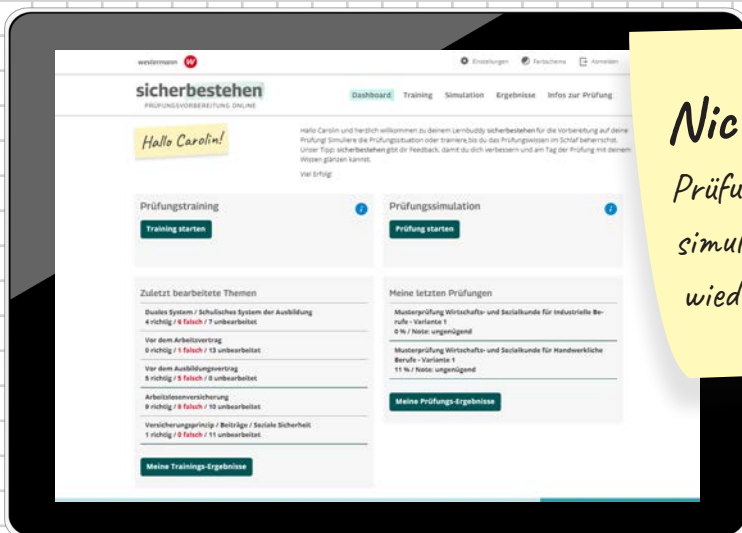 westermann
Einstellungen Farbschema Abmelden
sicherbestehen
PRÜFUNGSVORBEREITUNG ONLINE
Dashboard Training Simulation Ergebnisse Infos zur Prüfung
Hallo Carolin!
Hallo Carolin und herzlich willkommen zu deinem Lernbuddy sicherbestehen für die Vorbereitung auf deine
Prüfung! Simuliere die Prüfungssituation oder trainiere, bis du das Prüfungswissen im Schlaf beherrschst.
Unser Tipp: sicherbestehen gibt dir Feedback, damit du dich verbessern und am Tag der Prüfung mit deinem
Wissen glänzen kannst.
Viel Erfolg!
Prüfungstraining
Training starten
Prüfungssimulation
Prüfung starten
Zuletzt bearbeitete Themen
Duales System / Schulisches System der Ausbildung
4 richtig / 6 falsch / 7 unbearbeitet
Vor dem Arbeitsvertrag
0 richtig / 1 falsch / 13 unbearbeitet
Vor dem Ausbildungsvertrag
5 richtig / 5 falsch / 0 unbearbeitet
Arbeitslosenversicherung
9 richtig / 8 falsch / 10 unbearbeitet
Versicherungsprinzip / Beiträge / Soziale Sicherheit
1 richtig / 0 falsch / 11 unbearbeitet
Meine Trainings-Ergebnisse
Meine letzten Prüfungen
Musterprüfung Wirtschafts- und Sozialkunde für Industrielle Be-
rufe - Variante 1
0 % / Note: ungenügend
Musterprüfung Wirtschafts- und Sozialkunde für Handwerkliche
Berufe - Variante 1
11 % / Note: ungenügend
Meine Prüfungs-Ergebnisse
Nic
Prüfu
simul
wied